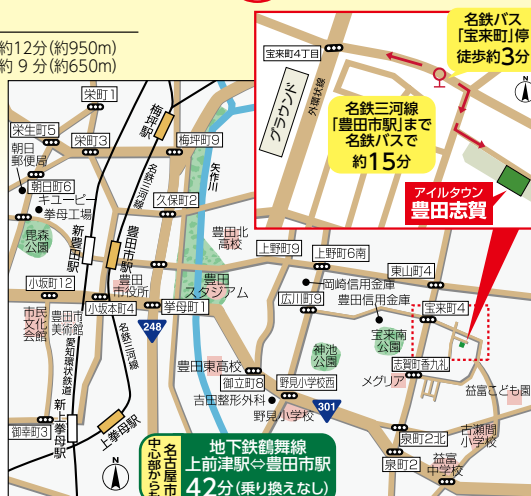 約12分(約950m)
約 9 分(約650m)
名鉄バス
「宝来町」停
徒歩約3分
宝来町4丁目
外環状線
グラウンド
N
名鉄三河線
「豊田市駅」まで
名鉄バスで
約15分
アイルタウン
豊田志賀
栄町1
梅坪駅
栄生町5
栄町3
梅坪町9
朝日
郵便局
朝日町6
キユーピー
挙母工場
毘森
公園
名鉄三河線
矢作川
久保町2
新豊田駅
豊田市駅
豊田北
高校
上野町9
上野町6南
小坂町12
豊田
市役所
豊田
スタジアム
岡崎信用金庫
東山町4
小坂本町4
挙母町1
広川町9
豊田信用金庫
宝来町4
市民
文化
会館
豊田市
美術館
愛知環状鉄道
名鉄三河線
248
宝来南
公園
神池
公園
志賀町香九礼
豊田東高校
御立町8
野見小学校西
メグリア
益富こども園
吉田整形外科
301
野見小学校
新上挙母駅
上挙母駅
御幸町3
泉町2北
古瀬間
小学校
泉町2
益富
中学校
N
名古屋市
中心部からも
地下鉄鶴舞線
上前津駅⇔豊田市駅
42分(乗り換えなし)